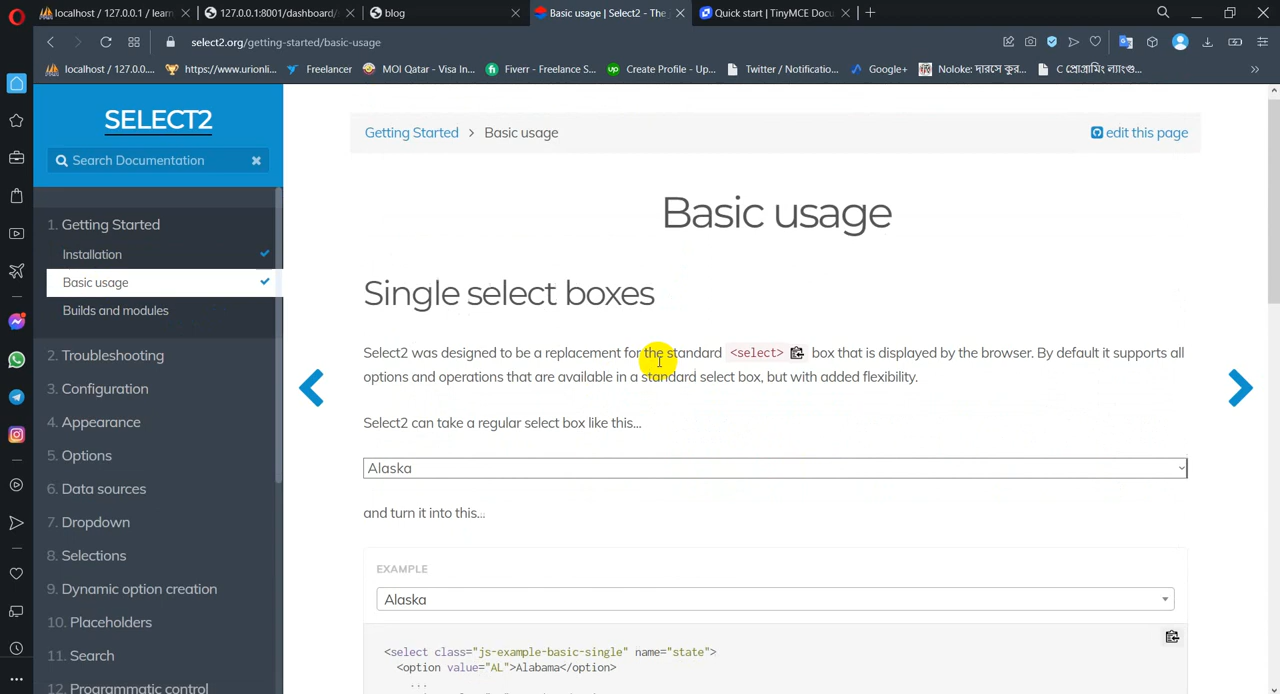 localhost / 127.0.0.1 / learn
127.0.0.1:8001/dashboard/
blog
Basic usage | Select2 - The
Quick start | TinyMCE Docu
select2.org/getting-started/basic-usage
localhost / 127.0.0....
https://www.urionli...
Freelancer
MOI Qatar - Visa In...
Fiverr - Freelance S...
Create Profile - Up...
Twitter / Notificatio...
Google+
Noloke: দারসে কুর...
C প্রোগ্রামিং ল্যাংগু...
SELECT2
Search Documentation
1. Getting Started
Installation
Basic usage
Builds and modules
2. Troubleshooting
3. Configuration
4. Appearance
5. Options
6. Data sources
7. Dropdown
8. Selections
9. Dynamic option creation
10. Placeholders
11. Search
12. Programmatic control
Getting Started > Basic usage
edit this page
Basic usage
Single select boxes
Select2 was designed to be a replacement for the standard <select> box that is displayed by the browser. By default it supports all
options and operations that are available in a standard select box, but with added flexibility.
Select2 can take a regular select box like this...
Alaska
and turn it into this...
EXAMPLE
Alaska
<select class="js-example-basic-single" name="state">
<option value="AL">Alabama</option>
...